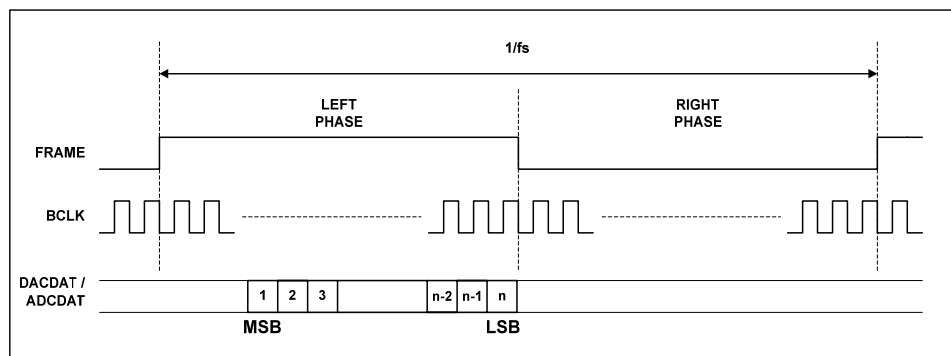 1/fs
LEFT
PHASE
RIGHT
PHASE
FRAME
BCLK
DACDAT /
ADCDAT
1 2 3 n-2 n-1 n
MSB LSB